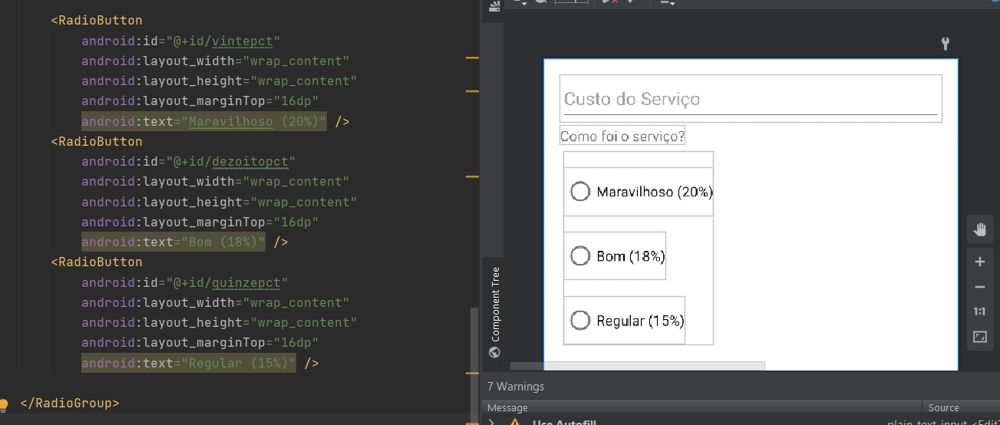 <RadioButton
android:id="@+id/vintepct"
android:layout_width="wrap_content"
android:layout_height="wrap_content"
android:layout_marginTop="16dp"
android:text="Maravilhoso (20%)" />
<RadioButton
android:id="@+id/dezoitopct"
android:layout_width="wrap_content"
android:layout_height="wrap_content"
android:layout_marginTop="16dp"
android:text="Bom (18%)" />
<RadioButton
android:id="@+id/quinzepct"
android:layout_width="wrap_content"
android:layout_height="wrap_content"
android:layout_marginTop="16dp"
android:text="Regular (15%)" />
</RadioGroup>
Component Tree
Custo do Serviço
Como foi o serviço?
Maravilhoso (20%)
Bom (18%)
Regular (15%)
1:1
7 Warnings
Message Source
Use Autofill plain_text_input <Edit